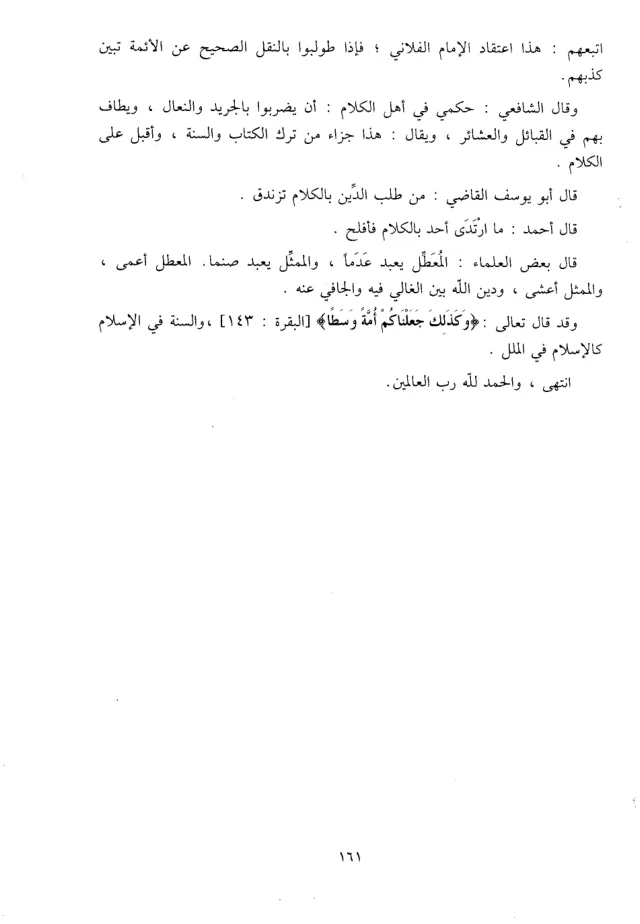 اتبعهم : هذا اعتقاد الإمام الفلاني ؛ فإذا طولبوا بالنقل الصحيح عن الأئمة تبين
كذبهم.
وقال الشافعي : حكمي في أهل الكلام : أن يضربوا بالجريد والنعال ، ويطاف
بهم في القبائل والعشائر ، ويقال : هذا جزاء من ترك الكتاب والسنة ، وأقبل على
الكلام .
قال أبو يوسف القاضي : من طلب الدِّين بالكلام تزندق .
قال أحمد : ما ارْتَدَى أحد بالكلام فأفلح .
قال بعض العلماء : المُعَطِّل يعبد عَدَماً ، والممثِّل يعبد صنما. المعطل أعمى ،
والممثل أعشى ، ودين الله بين الغالي فيه والجافي عنه .
وقد قال تعالى :﴿وَكَذَلِكَ جَعَلْنَاكُمْ أُمَّةً وَسَطًا﴾ [البقرة : ١٤٣] ،والسنة في الإسلام
كالإسلام في الملل .
انتهى ، والحمد لله رب العالمين.
١٦١